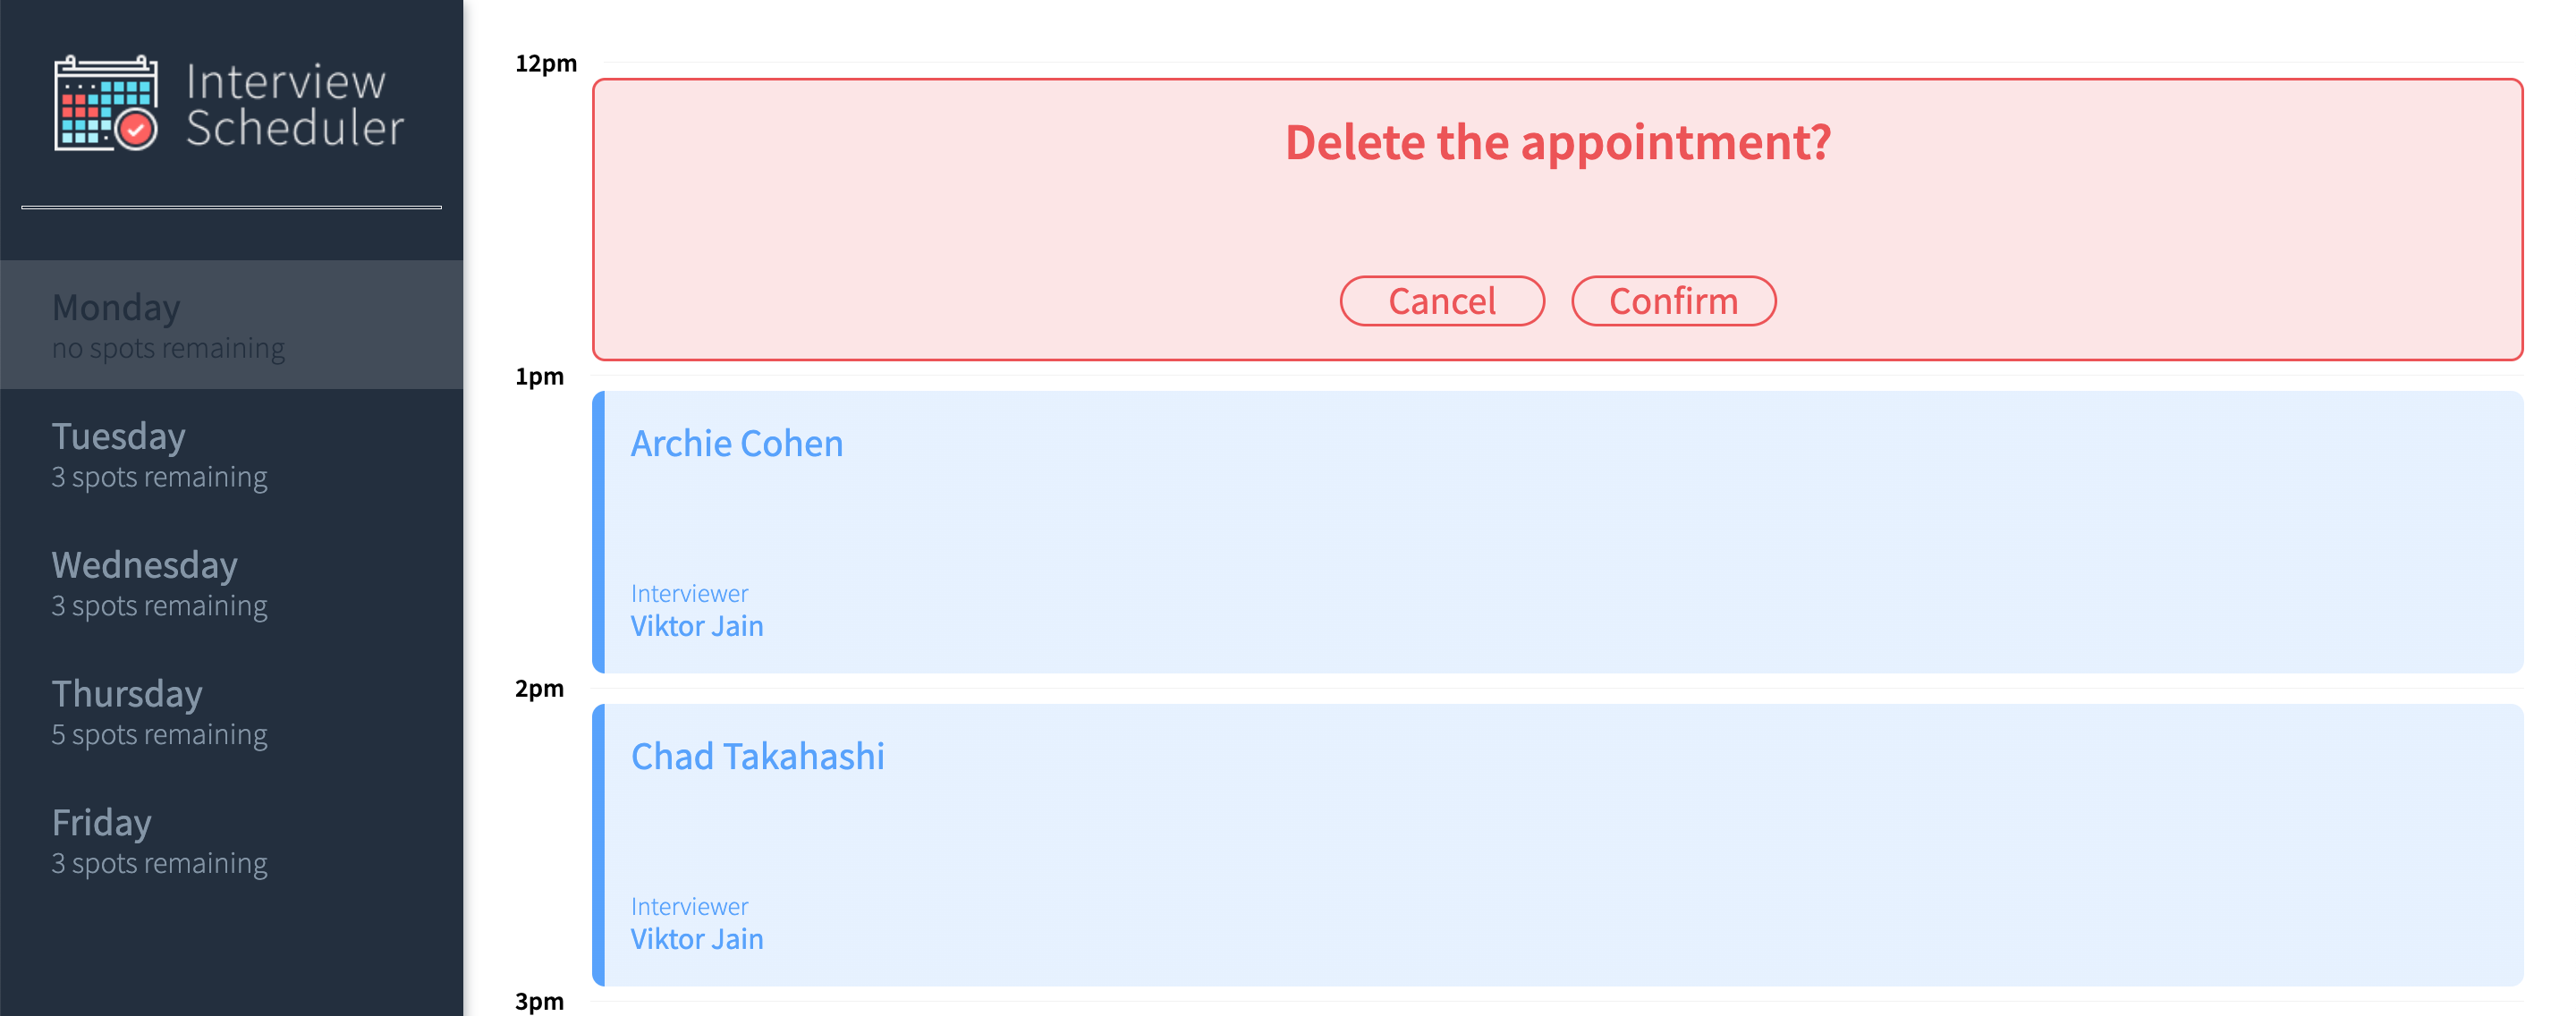 Interview
Scheduler
Monday
no spots remaining
Tuesday
3 spots remaining
Wednesday
3 spots remaining
Thursday
5 spots remaining
Friday
3 spots remaining
12pm
Delete the appointment?
Cancel Confirm
1pm
Archie Cohen
Interviewer
Viktor Jain
2pm
Chad Takahashi
Interviewer
Viktor Jain
3pm